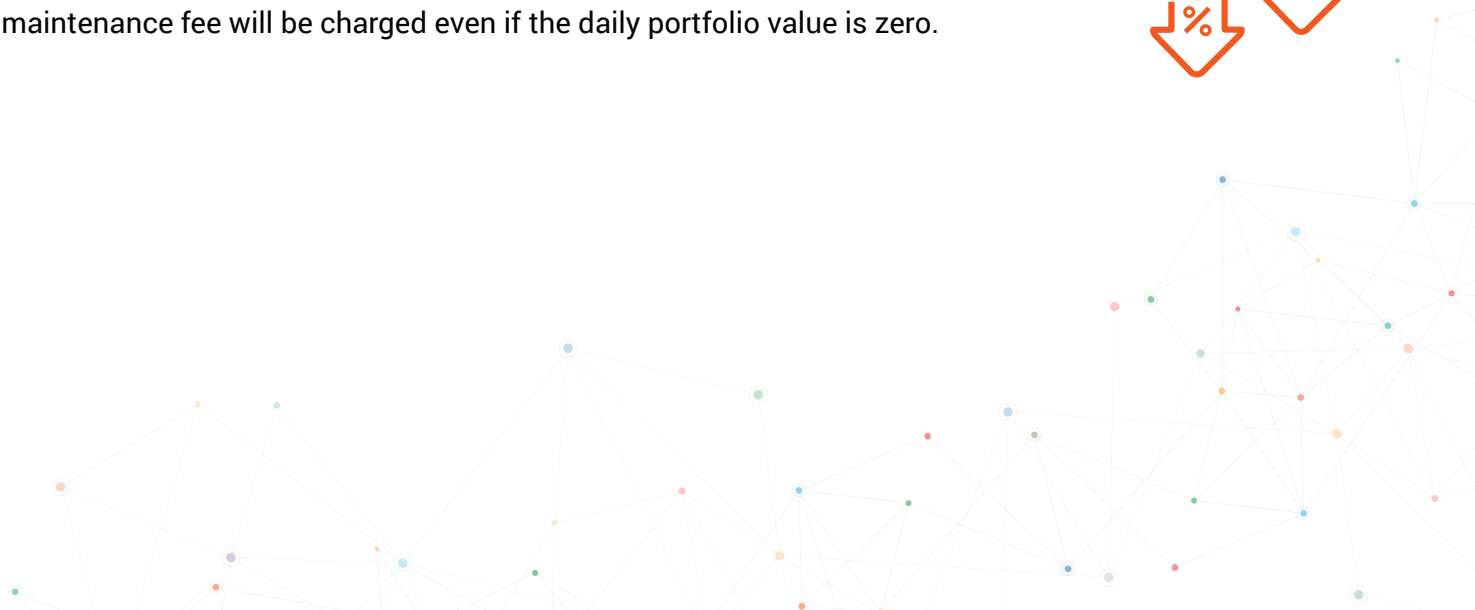 maintenance fee will be charged even if the daily portfolio value is zero.
%